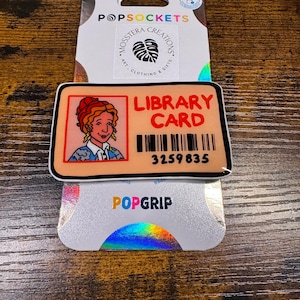 POPSOCKETS
MONSTERA CREATIONS
ART · CLOTHING & GIFTS
LIBRARY
CARD
3259835
POPGRIP